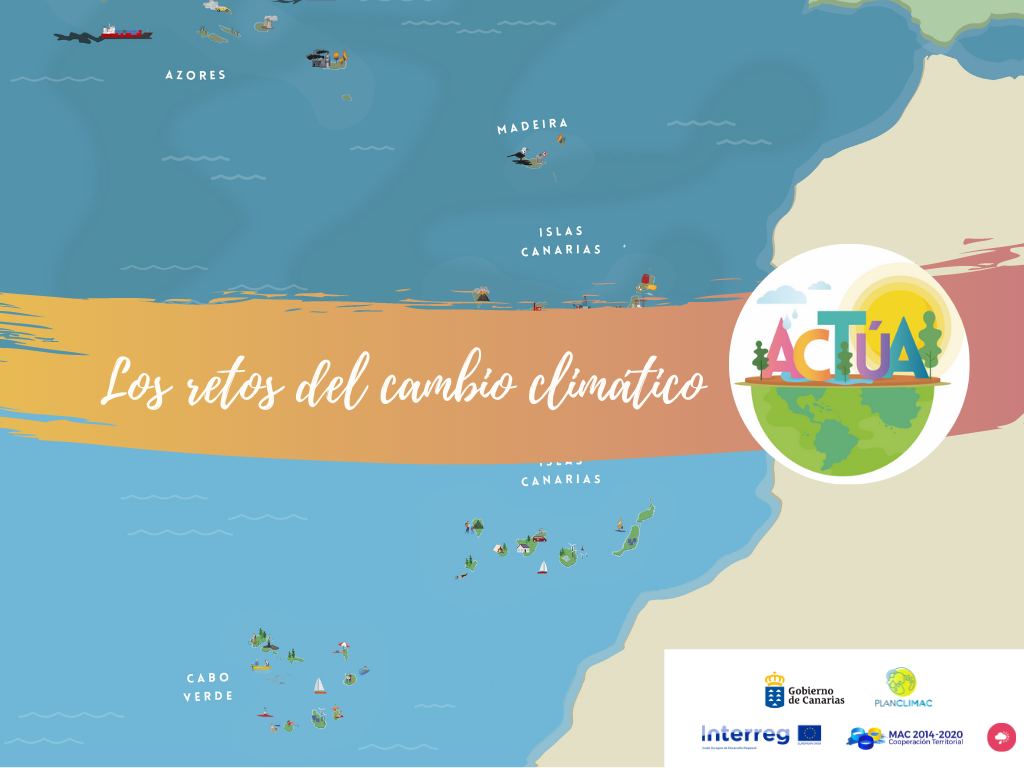 AZORES
MADEIRA
ISLAS
CANARIAS
Los retos del cambio climático
ACTÚA
ISLAS
CANARIAS
CABO
VERDE
Gobierno
de Canarias
PLANCLIMAC
Interreg
MAC 2014-2020
Cooperación Territorial